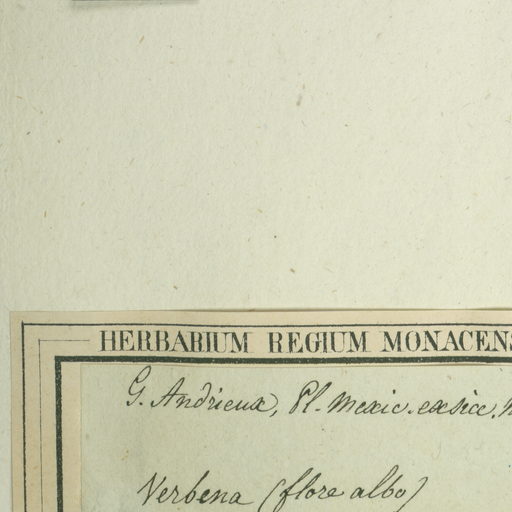 HERBARIUM REGIUM MONACENS
G. Andrieux, Pl. Mexic. exsicc.
Verbena (flore albo)